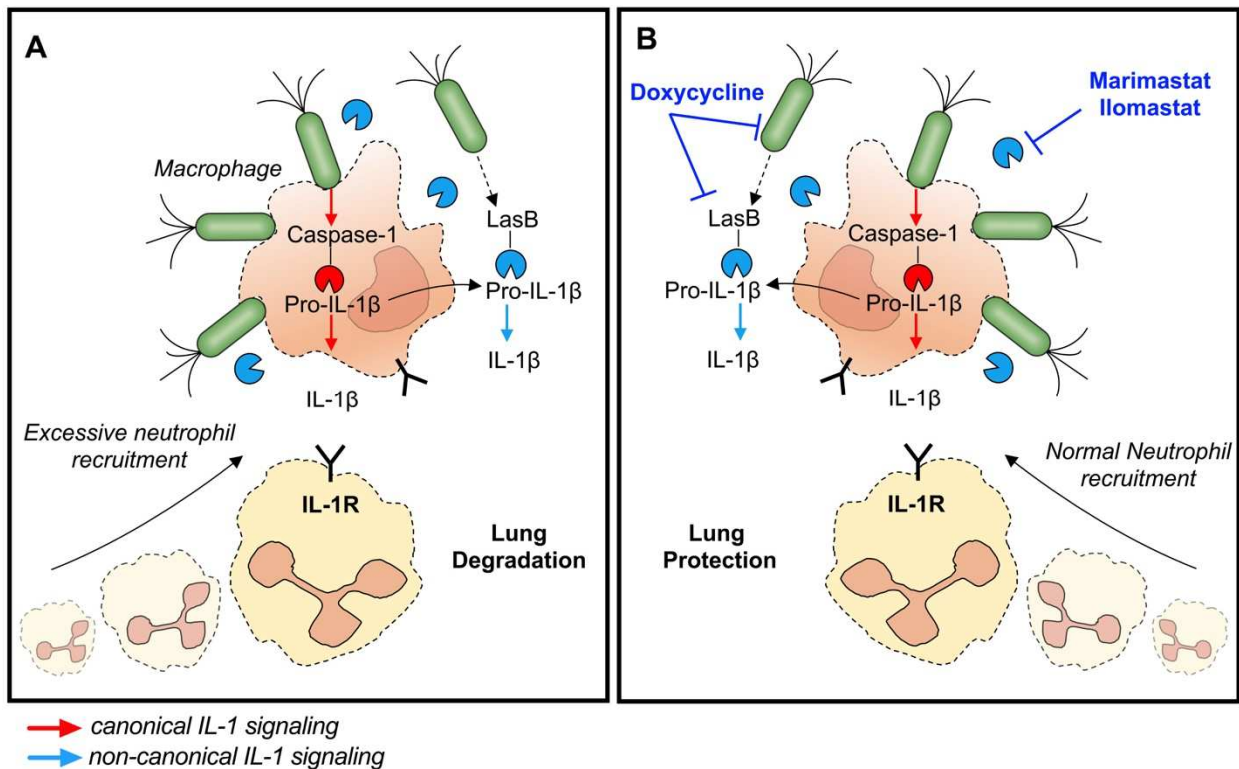 A
Macrophage
LasB
Caspase-1
Pro-IL-1β
Pro-IL-1β
IL-1β
IL-1β
Excessive neutrophil
recruitment
IL-1R
Lung
Degradation
B
Doxycycline
Marimastat
Ilomastat
LasB
Caspase-1
Pro-IL-1β
Pro-IL-1β
IL-1β
IL-1β
Normal Neutrophil
recruitment
IL-1R
Lung
Protection
canonical IL-1 signaling
non-canonical IL-1 signaling